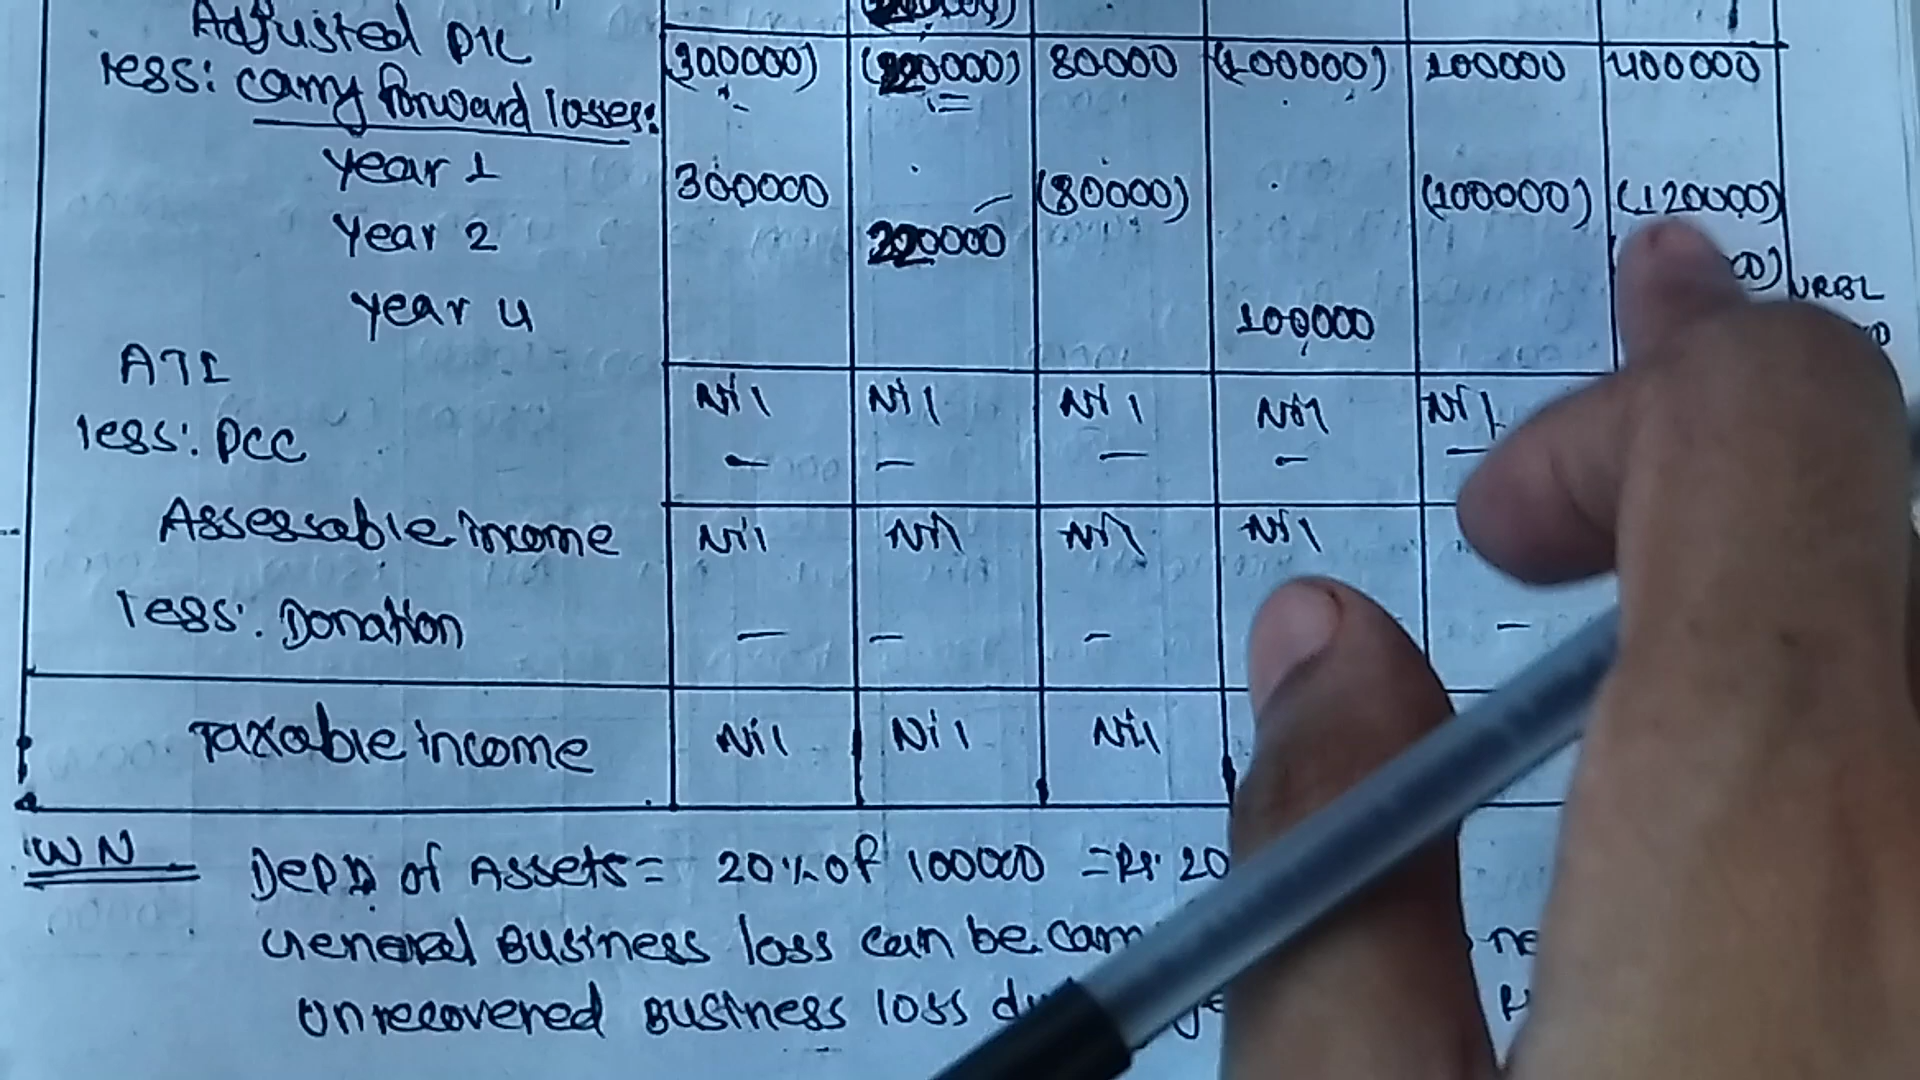 Adjusted PIL (300000) (220000) 80000 (100000) 100000 400000
less: carry forward losses:
year 1 300000 (80000) (100000) (120000)
year 2 220000
year 4 100000
URBL
ATI Nil Nil Nil Nil Nil
less: PCC — — — — —
Assessable income Nil Nil Nil Nil
less: Donation — — — —
Taxable income Nil Nil Nil
WN Depn of Assets = 20% of 100000 = Rs. 20
General Business loss can be
unrecovered Business loss